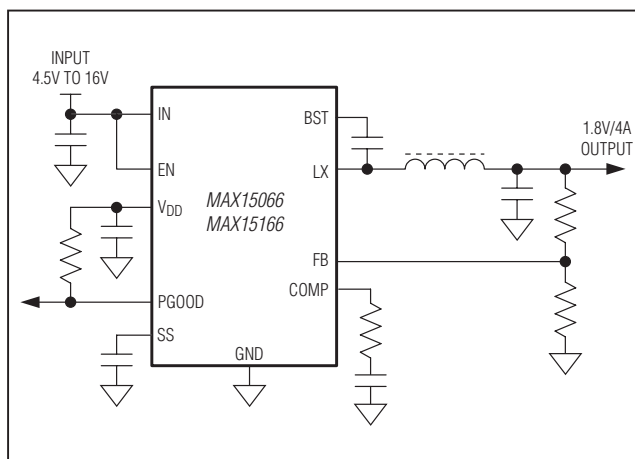 INPUT
4.5V TO 16V
IN
BST
1.8V/4A
OUTPUT
EN
LX
MAX15066
MAX15166
VDD
FB
COMP
PGOOD
SS
GND